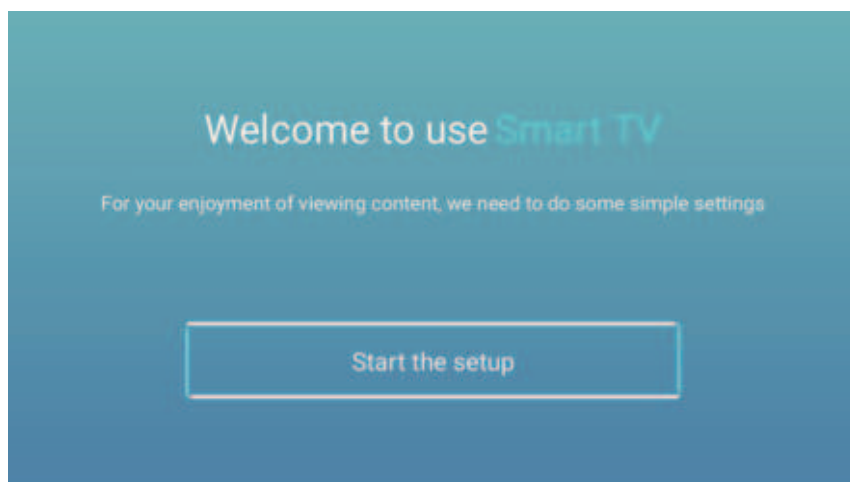 Welcome to use Smart TV
For your enjoyment of viewing content, we need to do some simple settings
Start the setup